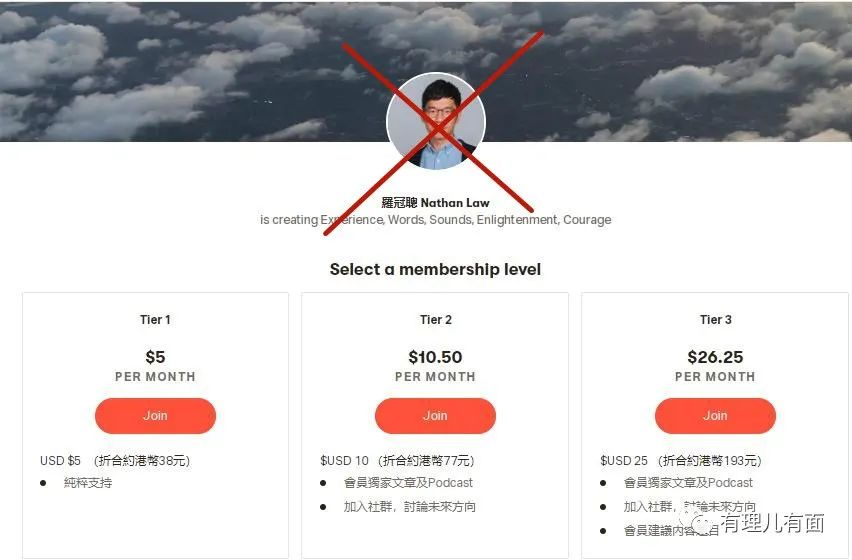 羅冠聰 Nathan Law
is creating Experience, Words, Sounds, Enlightenment, Courage
Select a membership level
Tier 1
$5
PER MONTH
Join
USD $5 (折合約港幣38元)
純粹支持
Tier 2
$10.50
PER MONTH
Join
$USD 10 (折合約港幣77元)
會員獨家文章及Podcast
加入社群，討論未來方向
Tier 3
$26.25
PER MONTH
Join
$USD 25 (折合約港幣193元)
會員獨家文章及Podcast
加入社群，討論未來方向
會員建議內容題目
有理儿有面